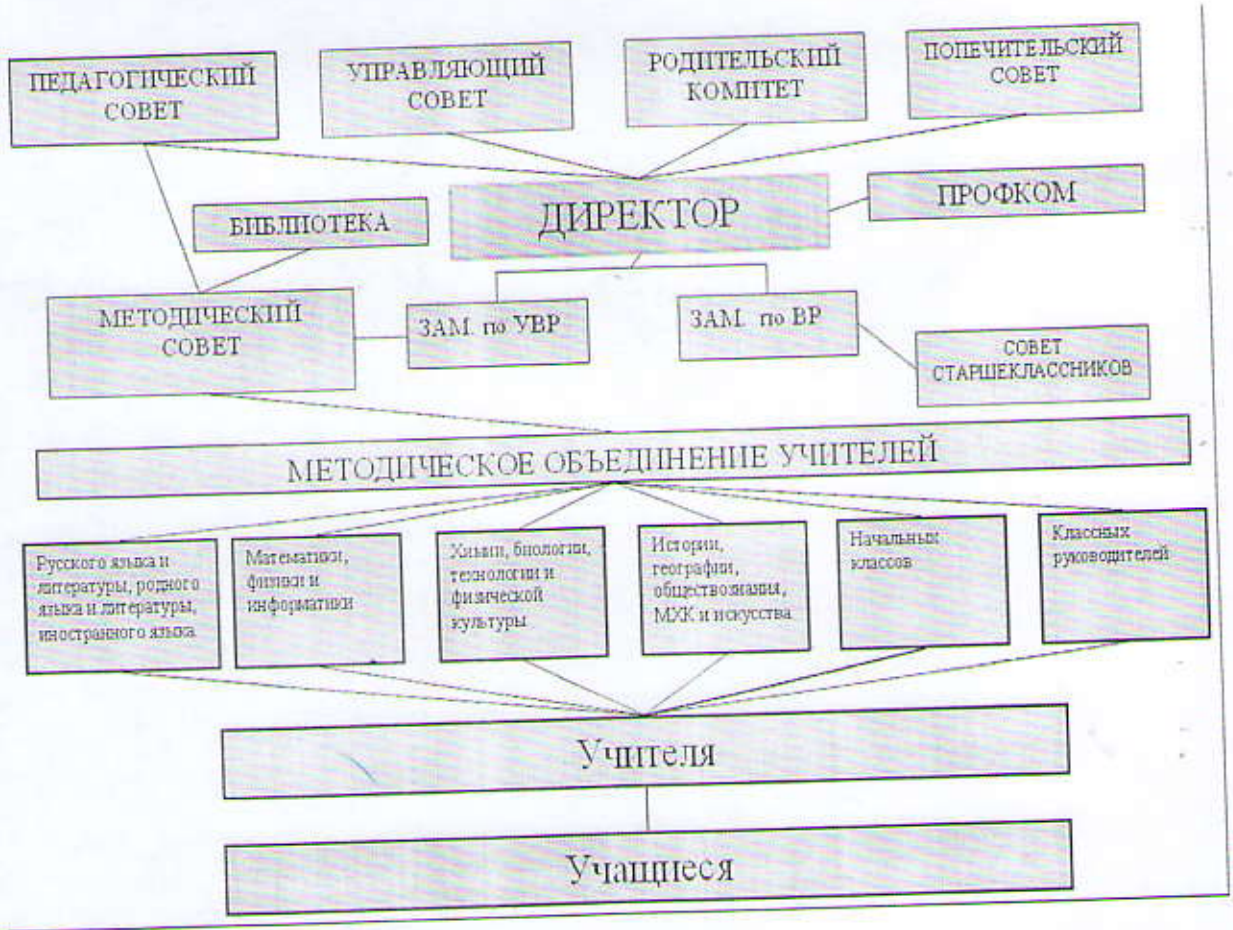 ПЕДАГОГИЧЕСКИЙ
СОВЕТ
УПРАВЛЯЮЩИЙ
СОВЕТ
РОДИТЕЛЬСКИЙ
КОМИТЕТ
ПОПЕЧИТЕЛЬСКИЙ
СОВЕТ
БИБЛИОТЕКА
ДИРЕКТОР
ПРОФКОМ
МЕТОДИЧЕСКИЙ
СОВЕТ
ЗАМ. по УВР
ЗАМ. по ВР
СОВЕТ
СТАРШЕКЛАССНИКОВ
МЕТОДИЧЕСКОЕ ОБЪЕДИНЕНИЕ УЧИТЕЛЕЙ
Русского языка и
литературы, родного
языка и литературы,
иностранного языка
Математики,
физики и
информатики
Химии, биологии,
технологии и
физической
культуры
Истории,
географии,
обществознания,
МХК и искусства
Начальных
классов
Классных
руководителей
Учителя
Учащиеся